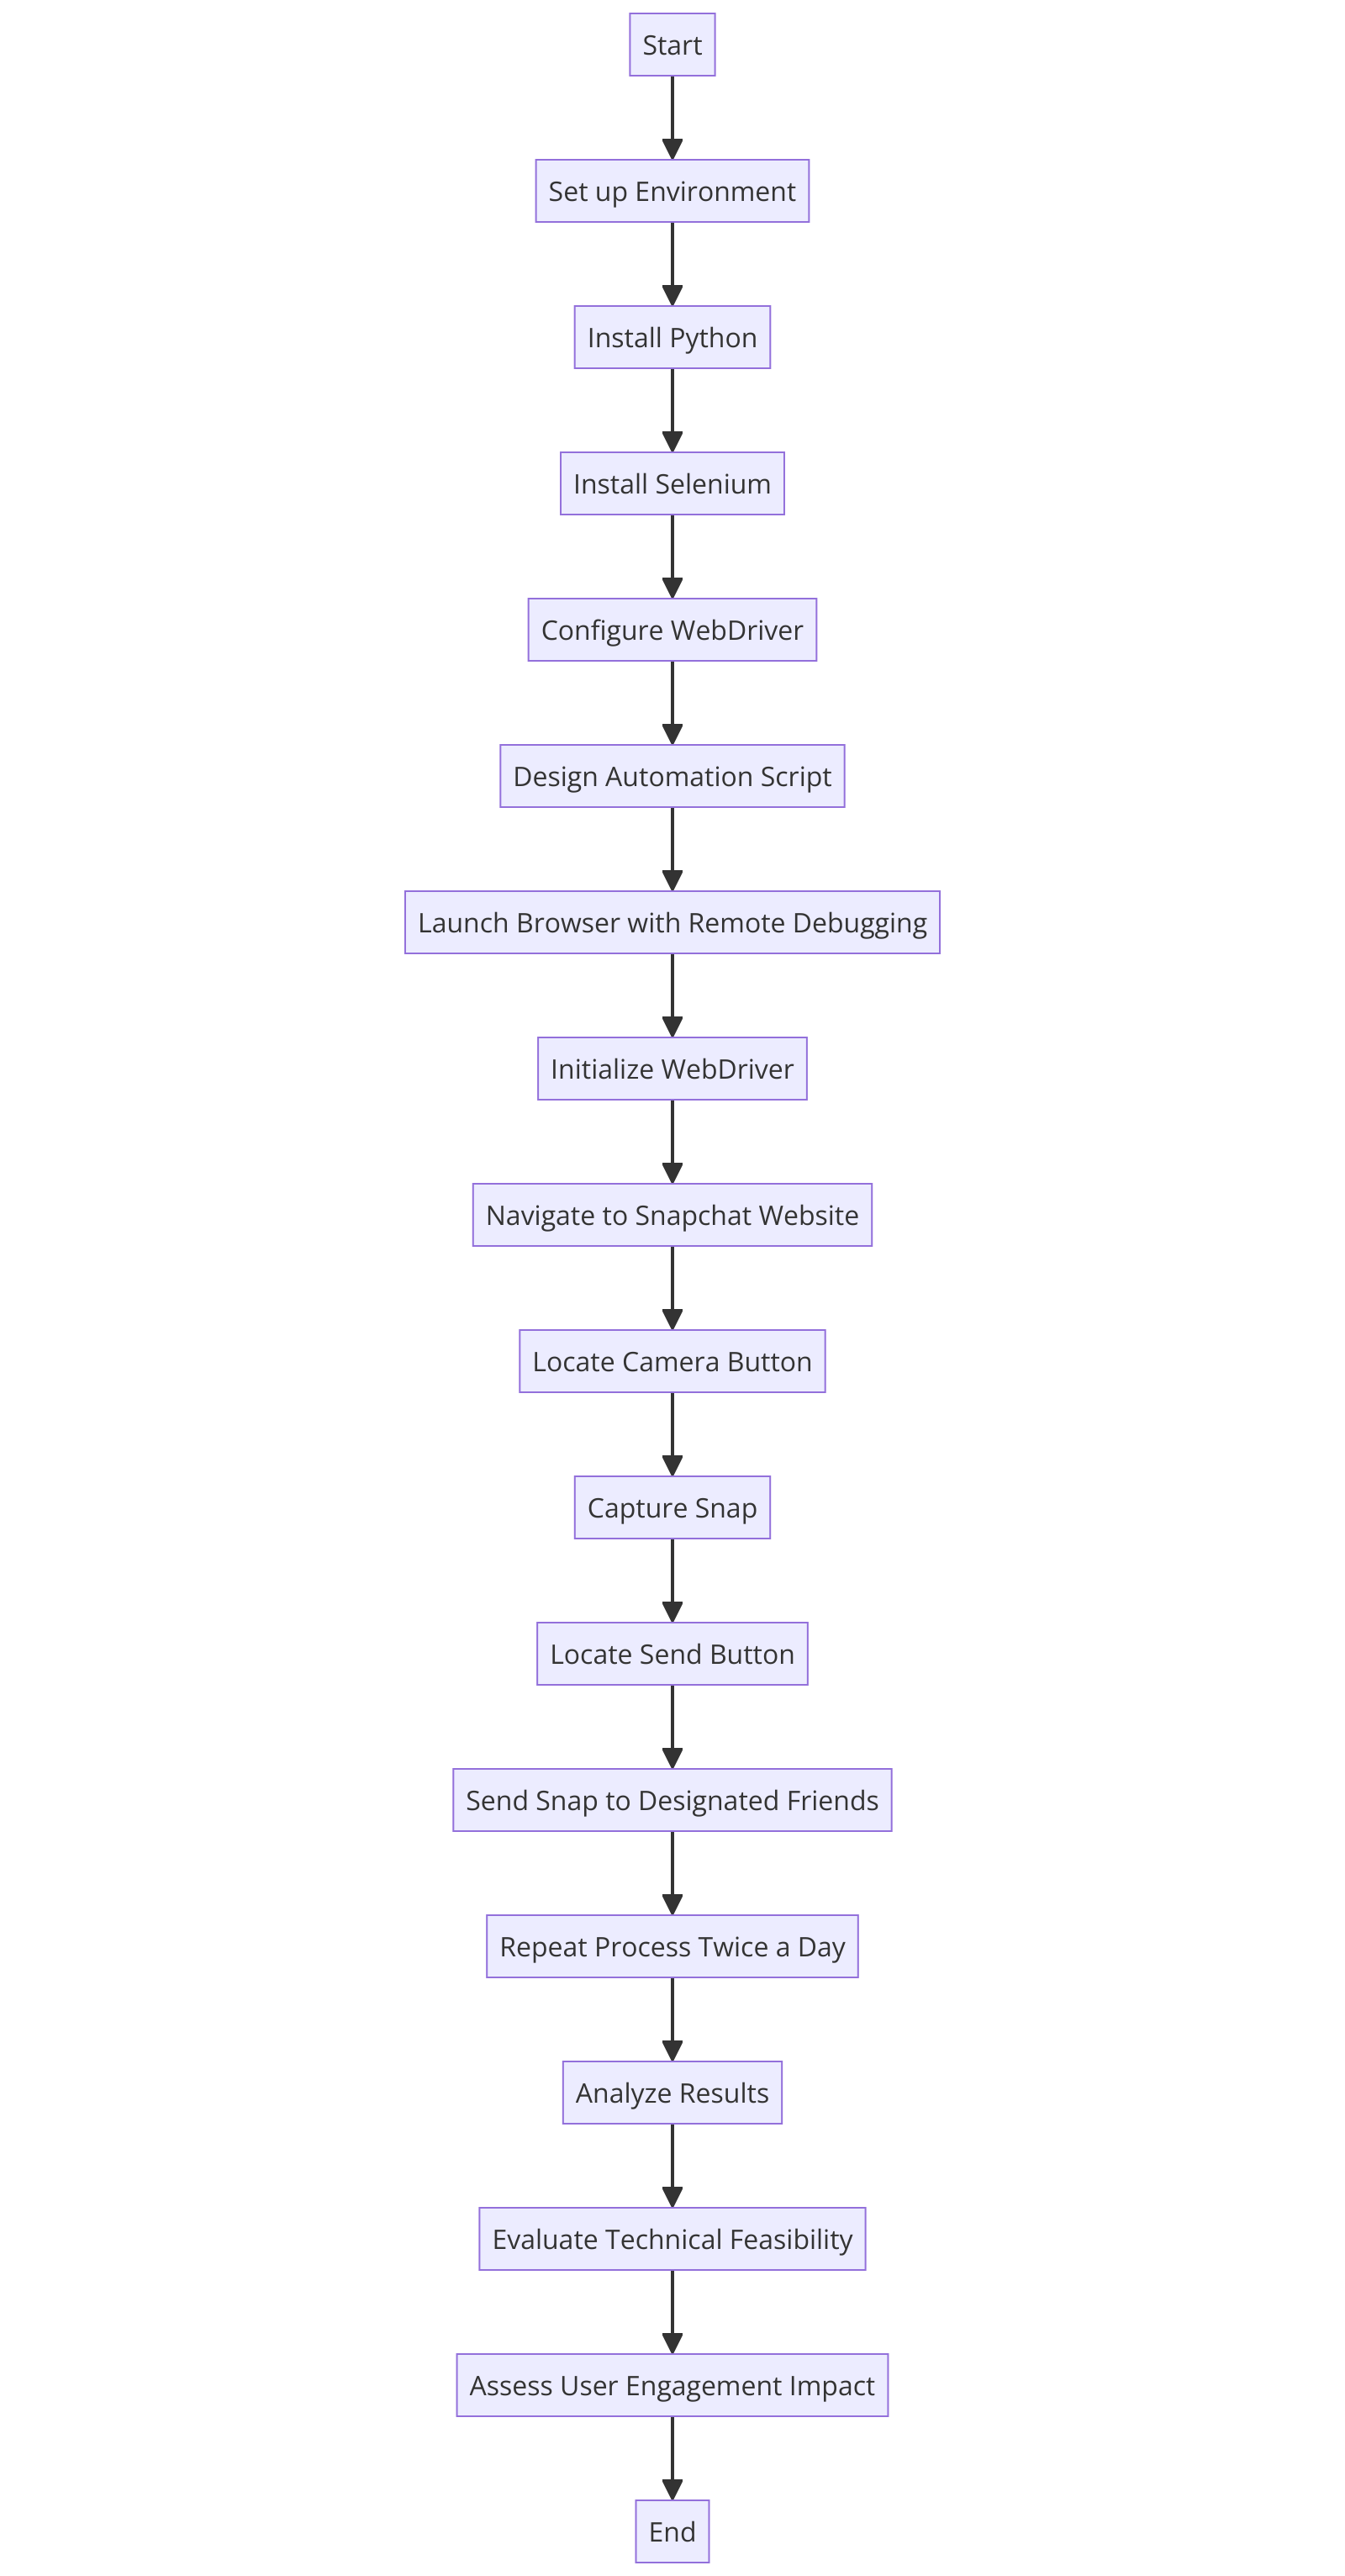 Start
Set up Environment
Install Python
Install Selenium
Configure WebDriver
Design Automation Script
Launch Browser with Remote Debugging
Initialize WebDriver
Navigate to Snapchat Website
Locate Camera Button
Capture Snap
Locate Send Button
Send Snap to Designated Friends
Repeat Process Twice a Day
Analyze Results
Evaluate Technical Feasibility
Assess User Engagement Impact
End